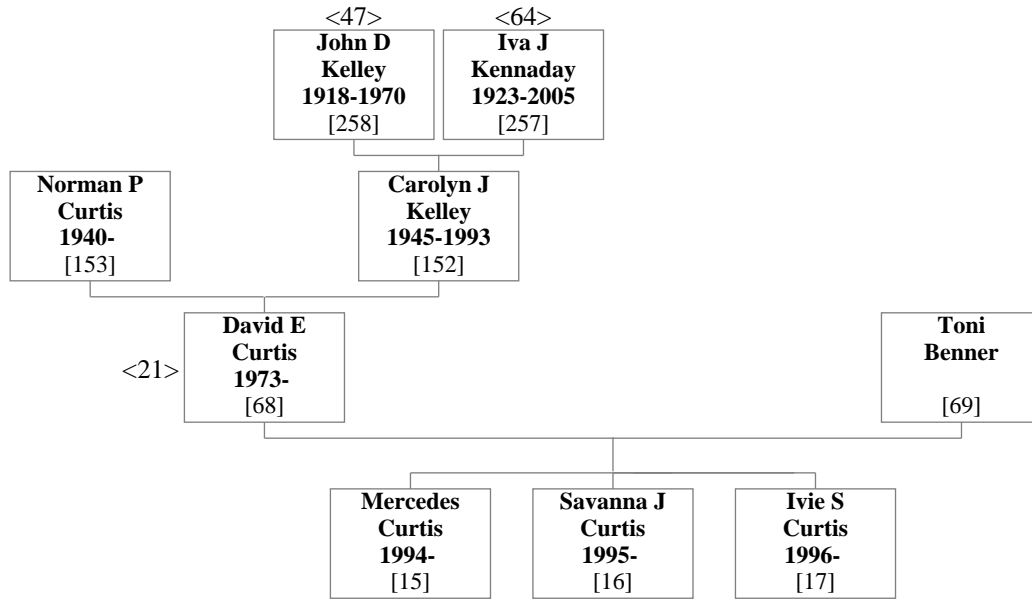 <47>
<64>
John D
Kelley
1918-1970
[258]
Iva J
Kennaday
1923-2005
[257]
Norman P
Curtis
1940-
[153]
Carolyn J
Kelley
1945-1993
[152]
<21>
David E
Curtis
1973-
[68]
Toni
Benner
[69]
Mercedes
Curtis
1994-
[15]
Savanna J
Curtis
1995-
[16]
Ivie S
Curtis
1996-
[17]